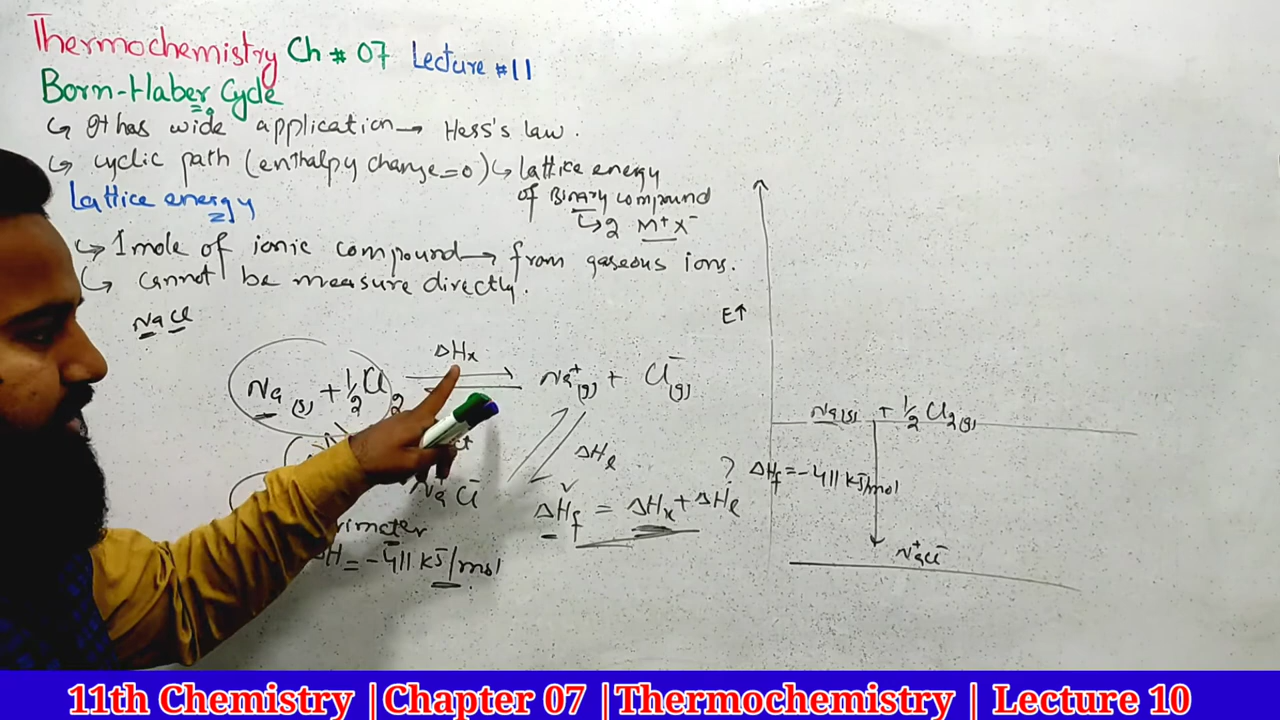 Thermochemistry Ch # 07 Lecture #11
Born-Haber Cycle
↳ It has wide application → Hess's law.
↳ cyclic path (enthalpy change=0) ↳ lattice energy
of Binary compound
↳ 2 M⁺X⁻
Lattice energy
↳ 1 mole of ionic compound → from gaseous ions.
↳ cannot be measure directly.
NaCl
ΔHx
Na(s) + ½Cl₂ Na⁺(g) + Cl⁻(g)
ΔHl
Na⁺Cl⁻
ΔHf = ΔHx + ΔHl
rimeter
ΔH = -411 kJ/mol
E↑
Na(s) + ½Cl₂(g)
? ΔHf = -411 kJ/mol
Na⁺Cl⁻
11th Chemistry |Chapter 07 |Thermochemistry | Lecture 10